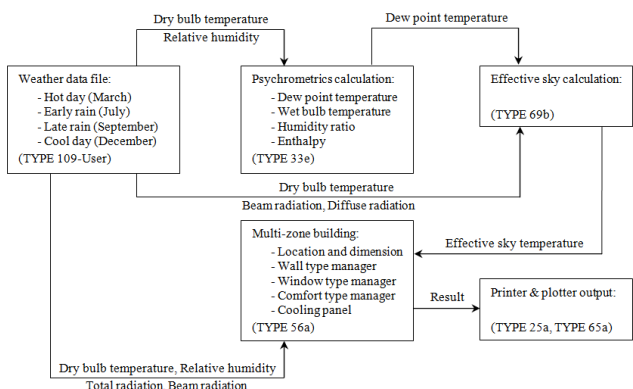 Dry bulb temperature
Relative humidity
Dew point temperature
Weather data file:
- Hot day (March)
- Early rain (July)
- Late rain (September)
- Cool day (December)
(TYPE 109-User)
Psychrometrics calculation:
- Dew point temperature
- Wet bulb temperature
- Humidity ratio
- Enthalpy
(TYPE 33e)
Effective sky calculation:
(TYPE 69b)
Dry bulb temperature
Beam radiation, Diffuse radiation
Multi-zone building:
- Location and dimension
- Wall type manager
- Window type manager
- Comfort type manager
- Cooling panel
(TYPE 56a)
Effective sky temperature
Result
Printer & plotter output:
(TYPE 25a, TYPE 65a)
Dry bulb temperature, Relative humidity
Total radiation, Beam radiation